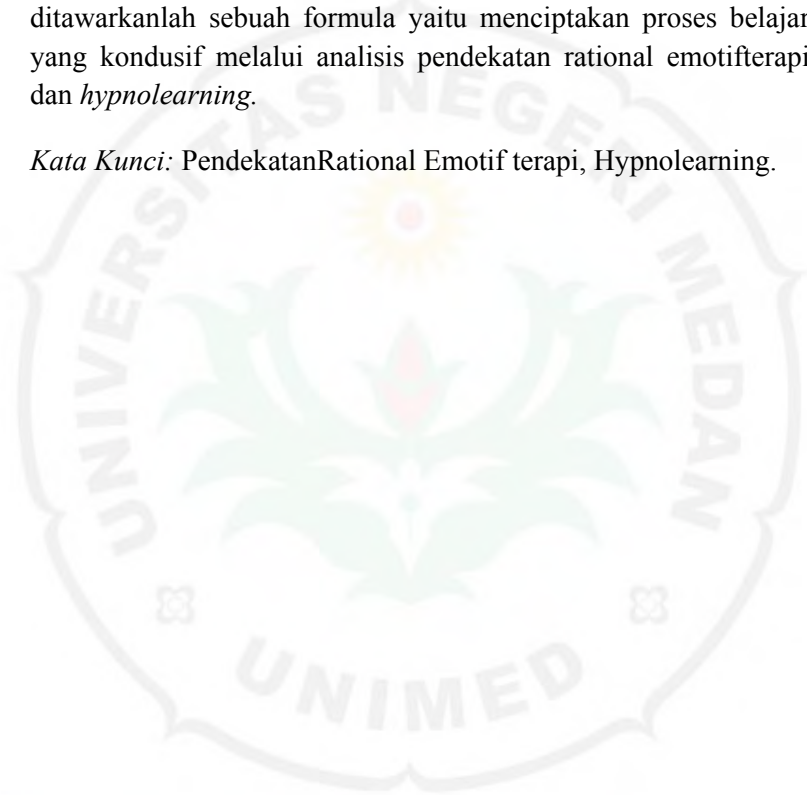 ditawarkanlah sebuah formula yaitu menciptakan proses belajar
yang kondusif melalui analisis pendekatan rational emotifterapi
dan hypnolearning.
Kata Kunci: PendekatanRational Emotif terapi, Hypnolearning.
UNIVERSITAS NEGERI MEDAN
UNIMED